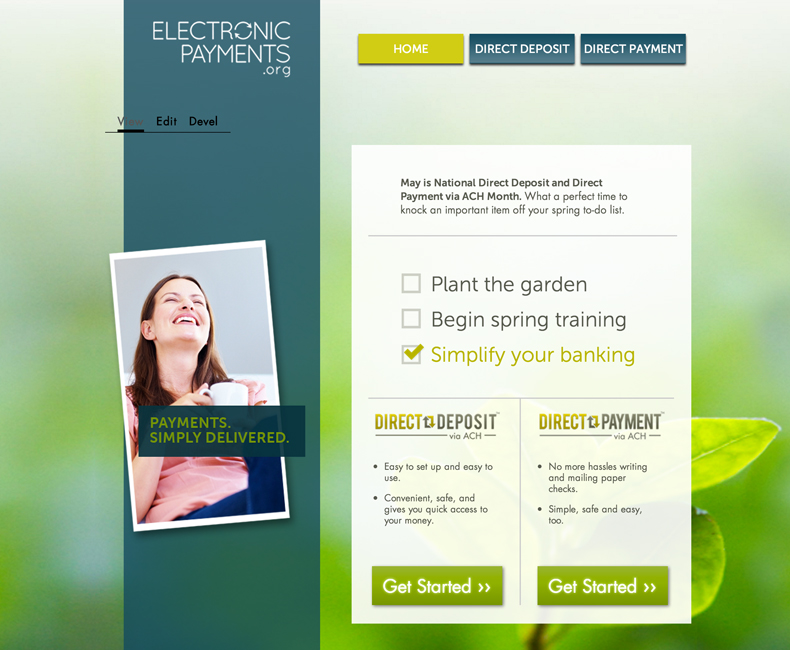 ELECTRONIC
PAYMENTS
.org
HOME
DIRECT DEPOSIT
DIRECT PAYMENT
View
Edit
Devel
May is National Direct Deposit and Direct
Payment via ACH Month. What a perfect time to
knock an important item off your spring to-do list.
Plant the garden
Begin spring training
Simplify your banking
PAYMENTS.
SIMPLY DELIVERED.
DIRECT DEPOSIT™
via ACH
• Easy to set up and easy to
use.
• Convenient, safe, and
gives you quick access to
your money.
Get Started >>
DIRECT PAYMENT™
via ACH
• No more hassles writing
and mailing paper
checks.
• Simple, safe and easy,
too.
Get Started >>